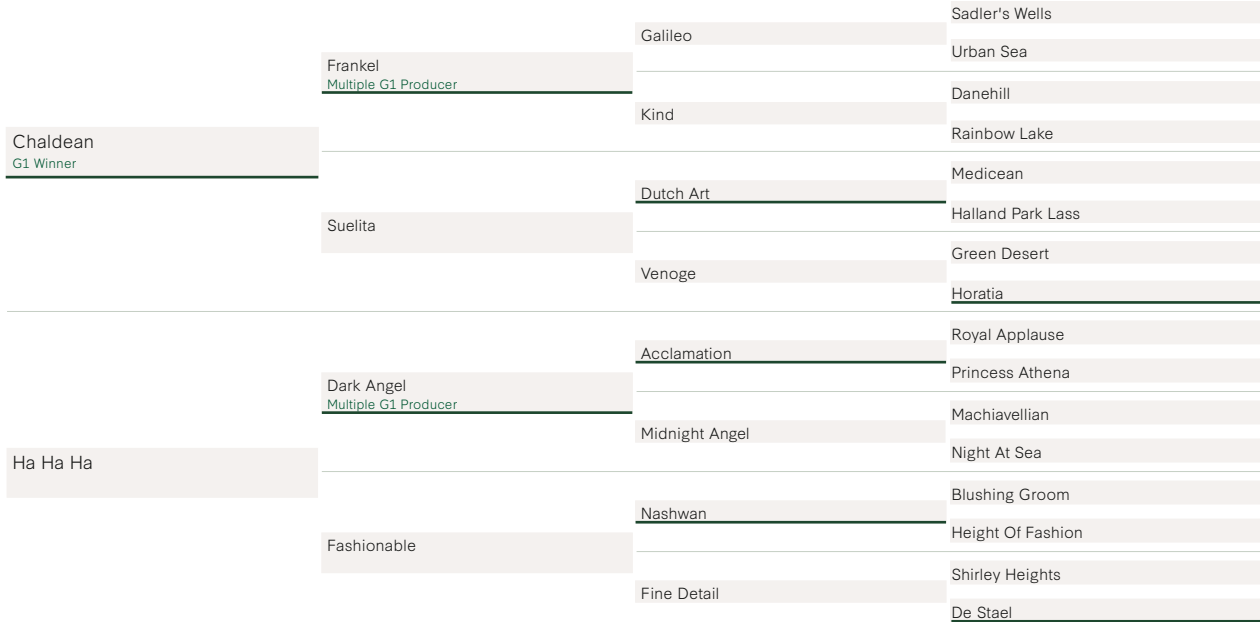 Chaldean
G1 Winner
Ha Ha Ha
Frankel
Multiple G1 Producer
Suelita
Dark Angel
Multiple G1 Producer
Fashionable
Galileo
Kind
Dutch Art
Venoge
Acclamation
Midnight Angel
Nashwan
Fine Detail
Sadler's Wells
Urban Sea
Danehill
Rainbow Lake
Medicean
Halland Park Lass
Green Desert
Horatia
Royal Applause
Princess Athena
Machiavellian
Night At Sea
Blushing Groom
Height Of Fashion
Shirley Heights
De Stael